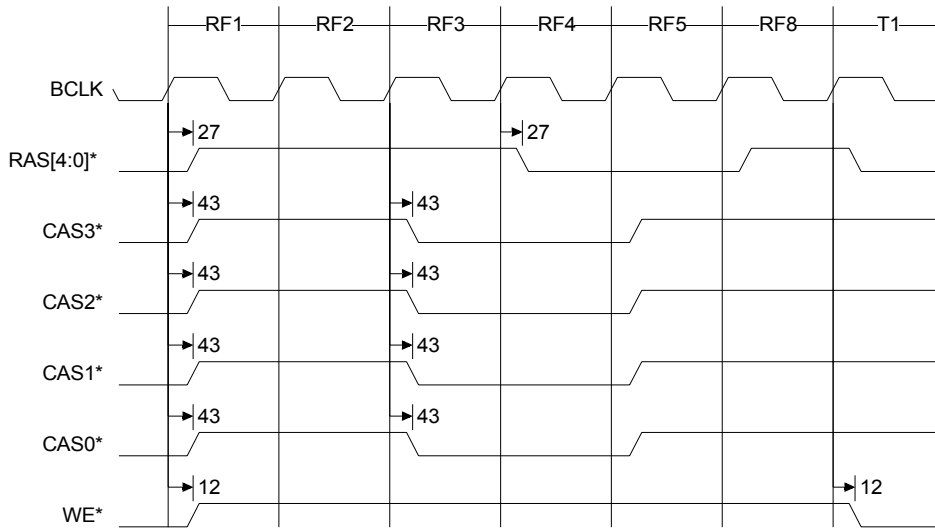 RF1 RF2 RF3 RF4 RF5 RF8 T1
BCLK
27 27
RAS[4:0]*
43 43
CAS3*
43 43
CAS2*
43 43
CAS1*
43 43
CAS0*
12 12
WE*